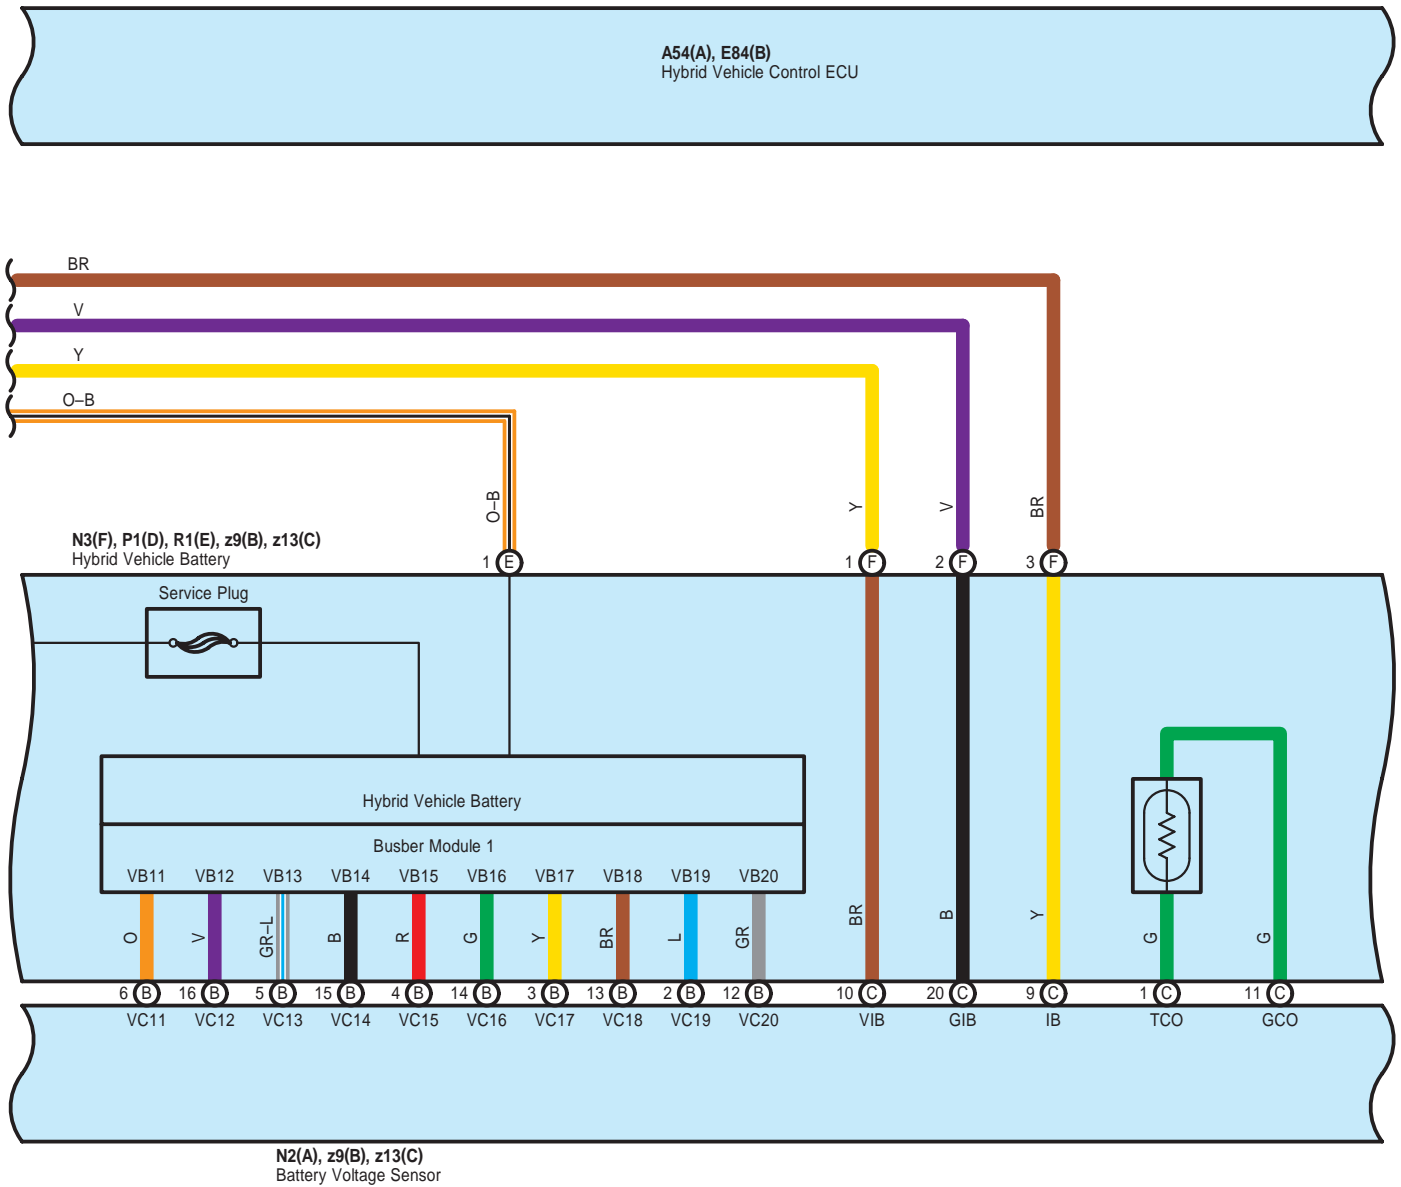 A54(A), E84(B)
Hybrid Vehicle Control ECU
BR
V
Y
O–B
O–B
Y
V
BR
N3(F), P1(D), R1(E), z9(B), z13(C)
Hybrid Vehicle Battery
1 E
1 F
2 F
3 F
Service Plug
Hybrid Vehicle Battery
Busber Module 1
VB11 VB12 VB13 VB14 VB15 VB16 VB17 VB18 VB19 VB20
O V GR–L B R G Y BR L GR BR B Y G G
6 B 16 B 5 B 15 B 4 B 14 B 3 B 13 B 2 B 12 B 10 C 20 C 9 C 1 C 11 C
VC11 VC12 VC13 VC14 VC15 VC16 VC17 VC18 VC19 VC20 VIB GIB IB TCO GCO
N2(A), z9(B), z13(C)
Battery Voltage Sensor